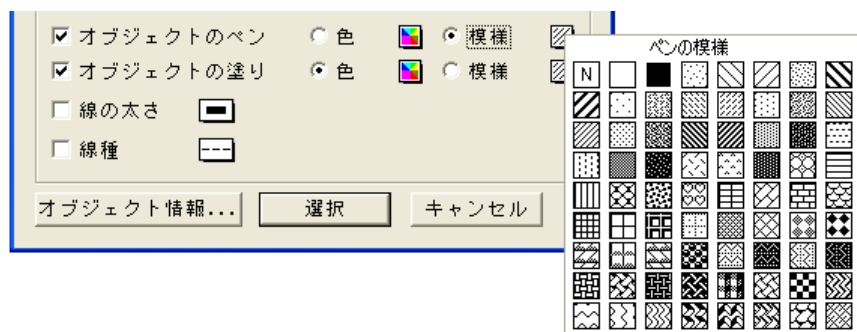 オブジェクトのペン 色 模様
オブジェクトの塗り 色 模様
線の太さ
線種
オブジェクト情報... 選択 キャンセル
ペンの模様
N